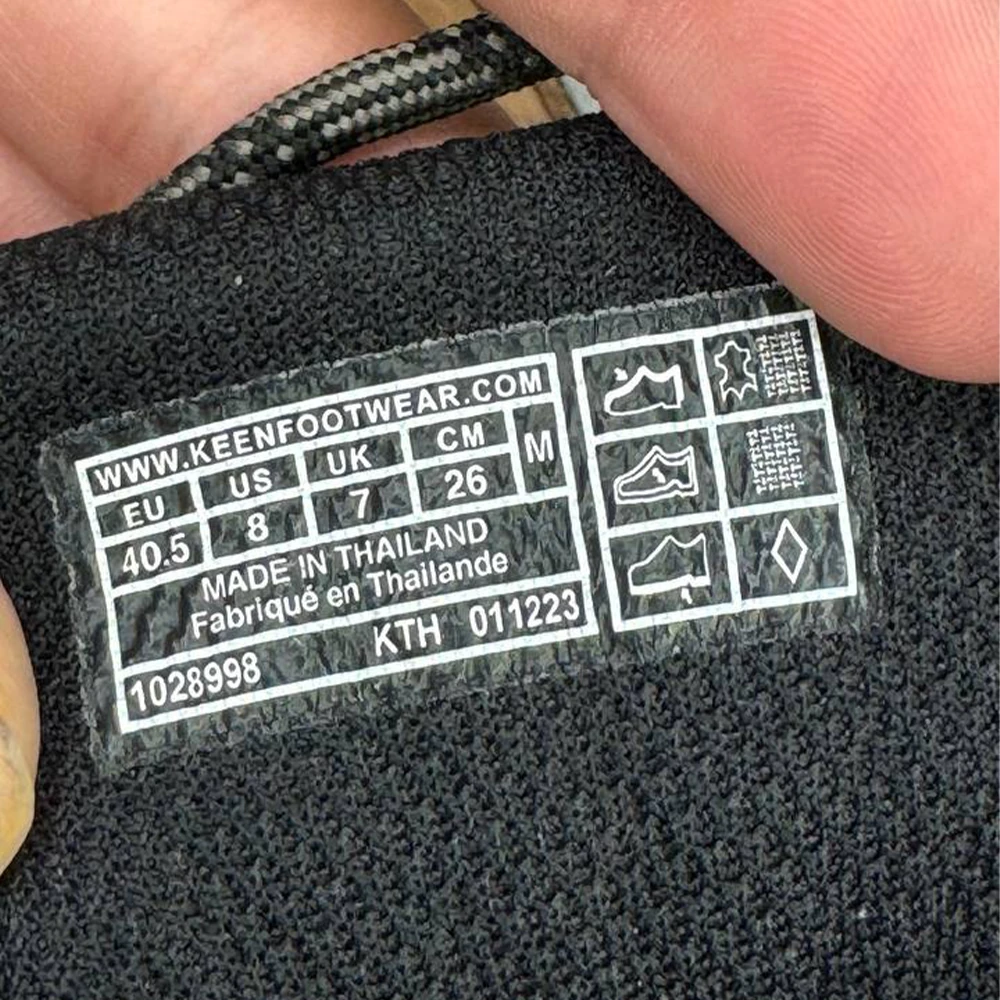 WWW.KEENFOOTWEAR.COM
EU US UK CM M
40.5 8 7 26
MADE IN THAILAND
Fabriqué en Thaïlande
KTH 011223
1028998